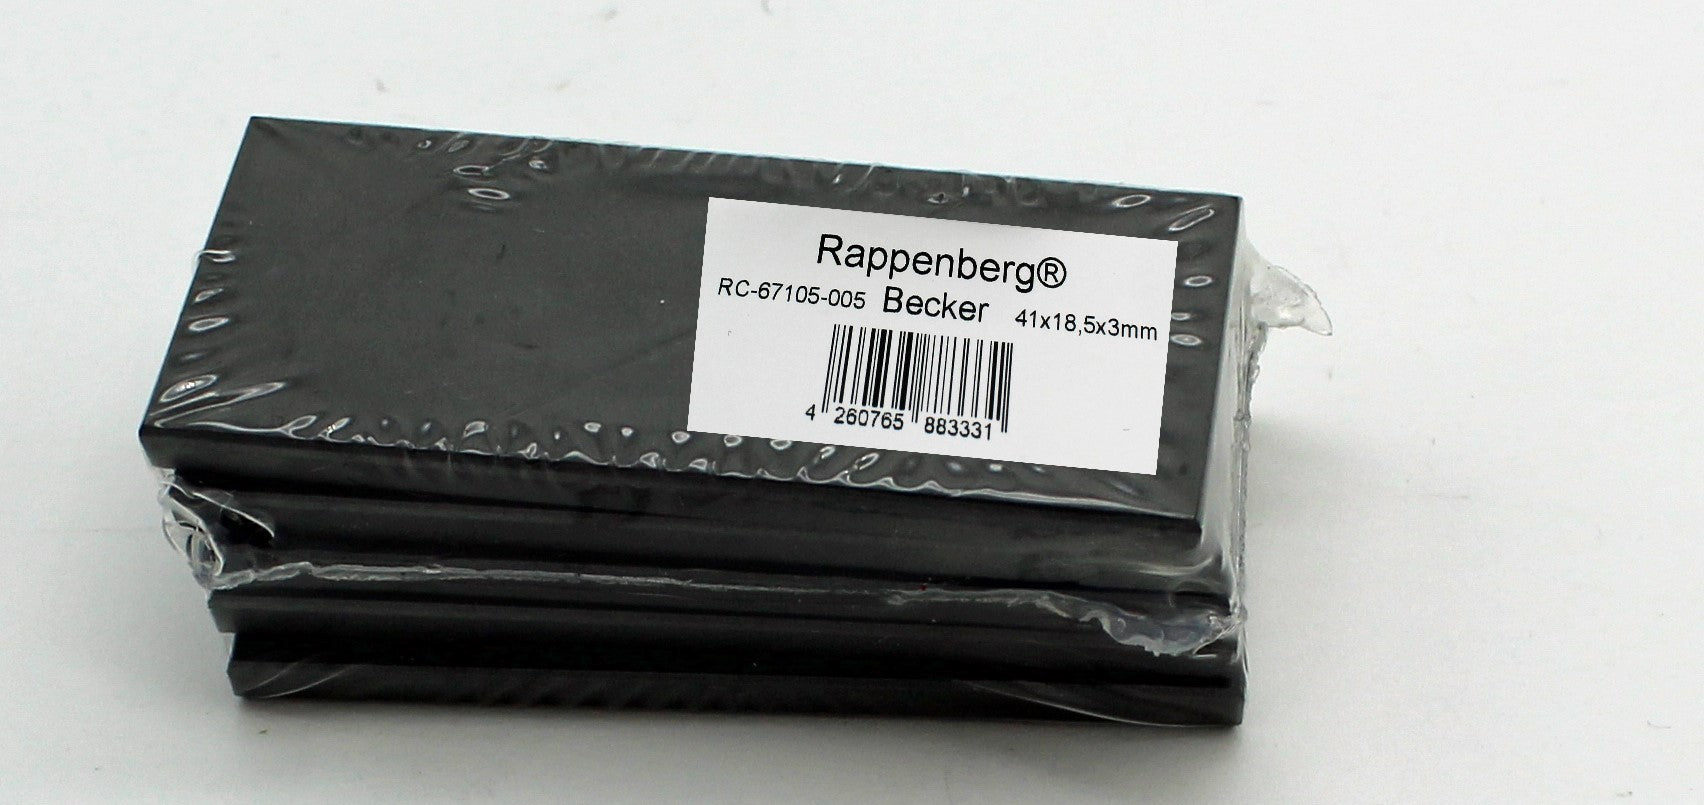 Rappenberg®
RC-67105-005 Becker 41x18,5x3mm
4 260765 883331